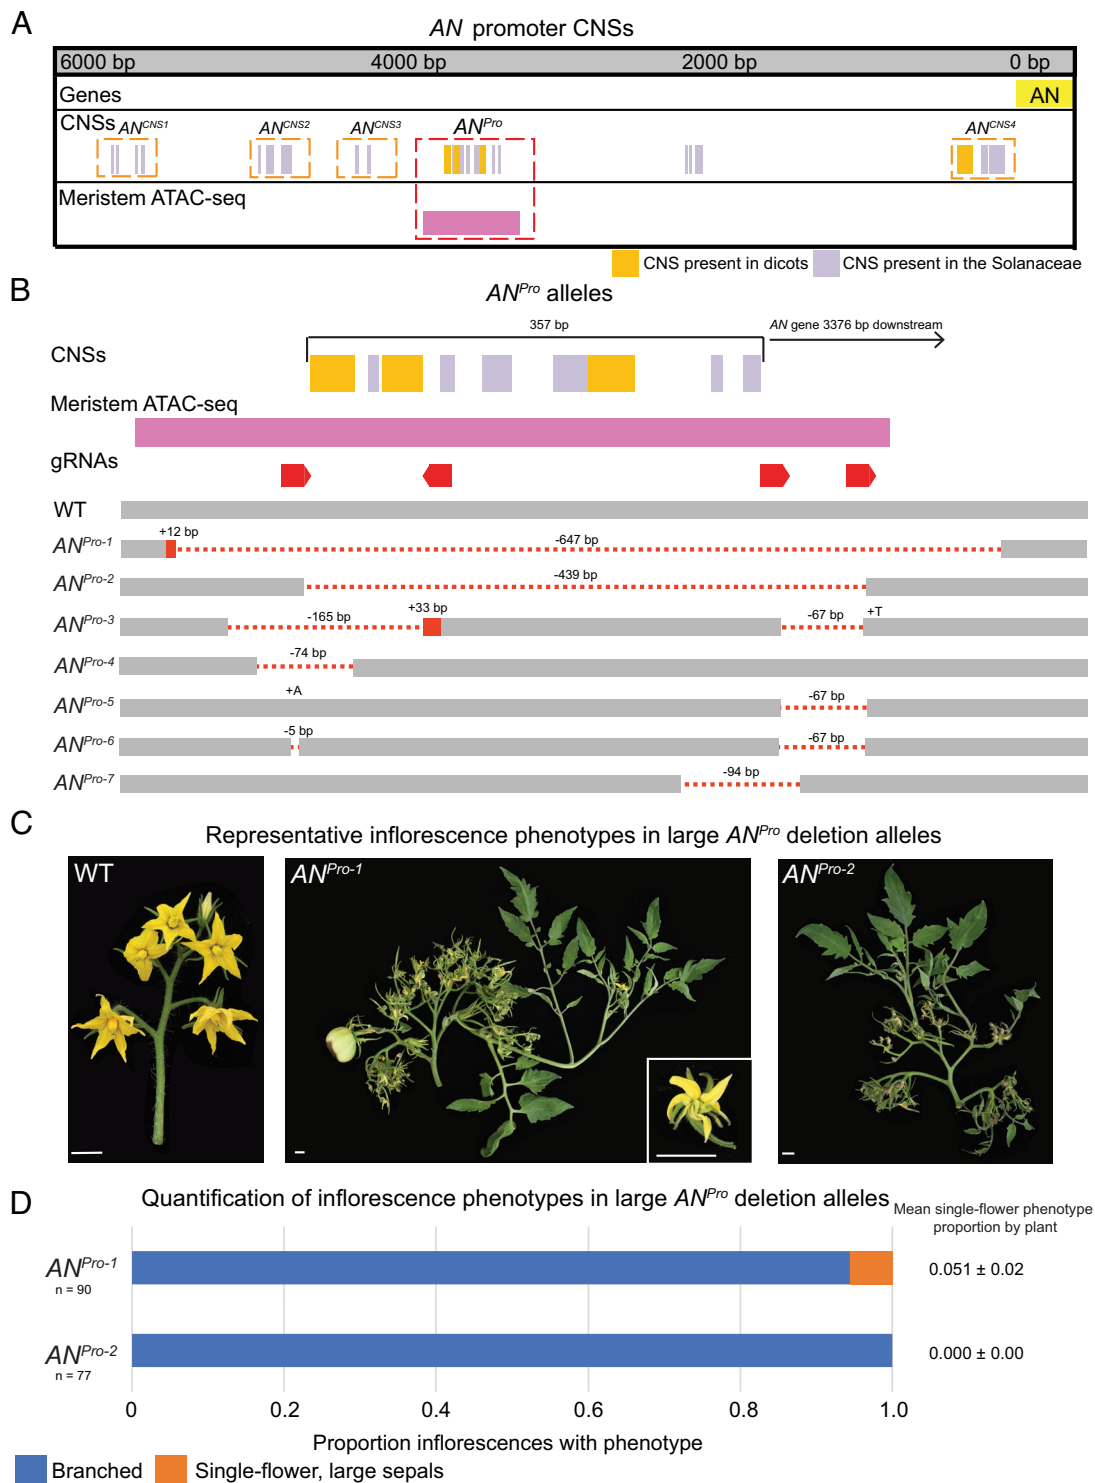 A
AN promoter CNSs
6000 bp 4000 bp 2000 bp 0 bp
Genes AN
CNSs AN^CNS1 AN^CNS2 AN^CNS3 AN^Pro AN^CNS4
Meristem ATAC-seq
CNS present in dicots CNS present in the Solanaceae
B
AN^Pro alleles
357 bp AN gene 3376 bp downstream
CNSs
Meristem ATAC-seq
gRNAs
WT
AN^Pro-1 +12 bp -647 bp
AN^Pro-2 -439 bp
AN^Pro-3 -165 bp +33 bp -67 bp +T
AN^Pro-4 -74 bp
AN^Pro-5 +A -67 bp
AN^Pro-6 -5 bp -67 bp
AN^Pro-7 -94 bp
C
Representative inflorescence phenotypes in large AN^Pro deletion alleles
WT AN^Pro-1 AN^Pro-2
D
Quantification of inflorescence phenotypes in large AN^Pro deletion alleles
Mean single-flower phenotype
proportion by plant
AN^Pro-1 0.051 ± 0.02
n = 90
AN^Pro-2 0.000 ± 0.00
n = 77
0 0.2 0.4 0.6 0.8 1.0
Proportion inflorescences with phenotype
Branched Single-flower, large sepals